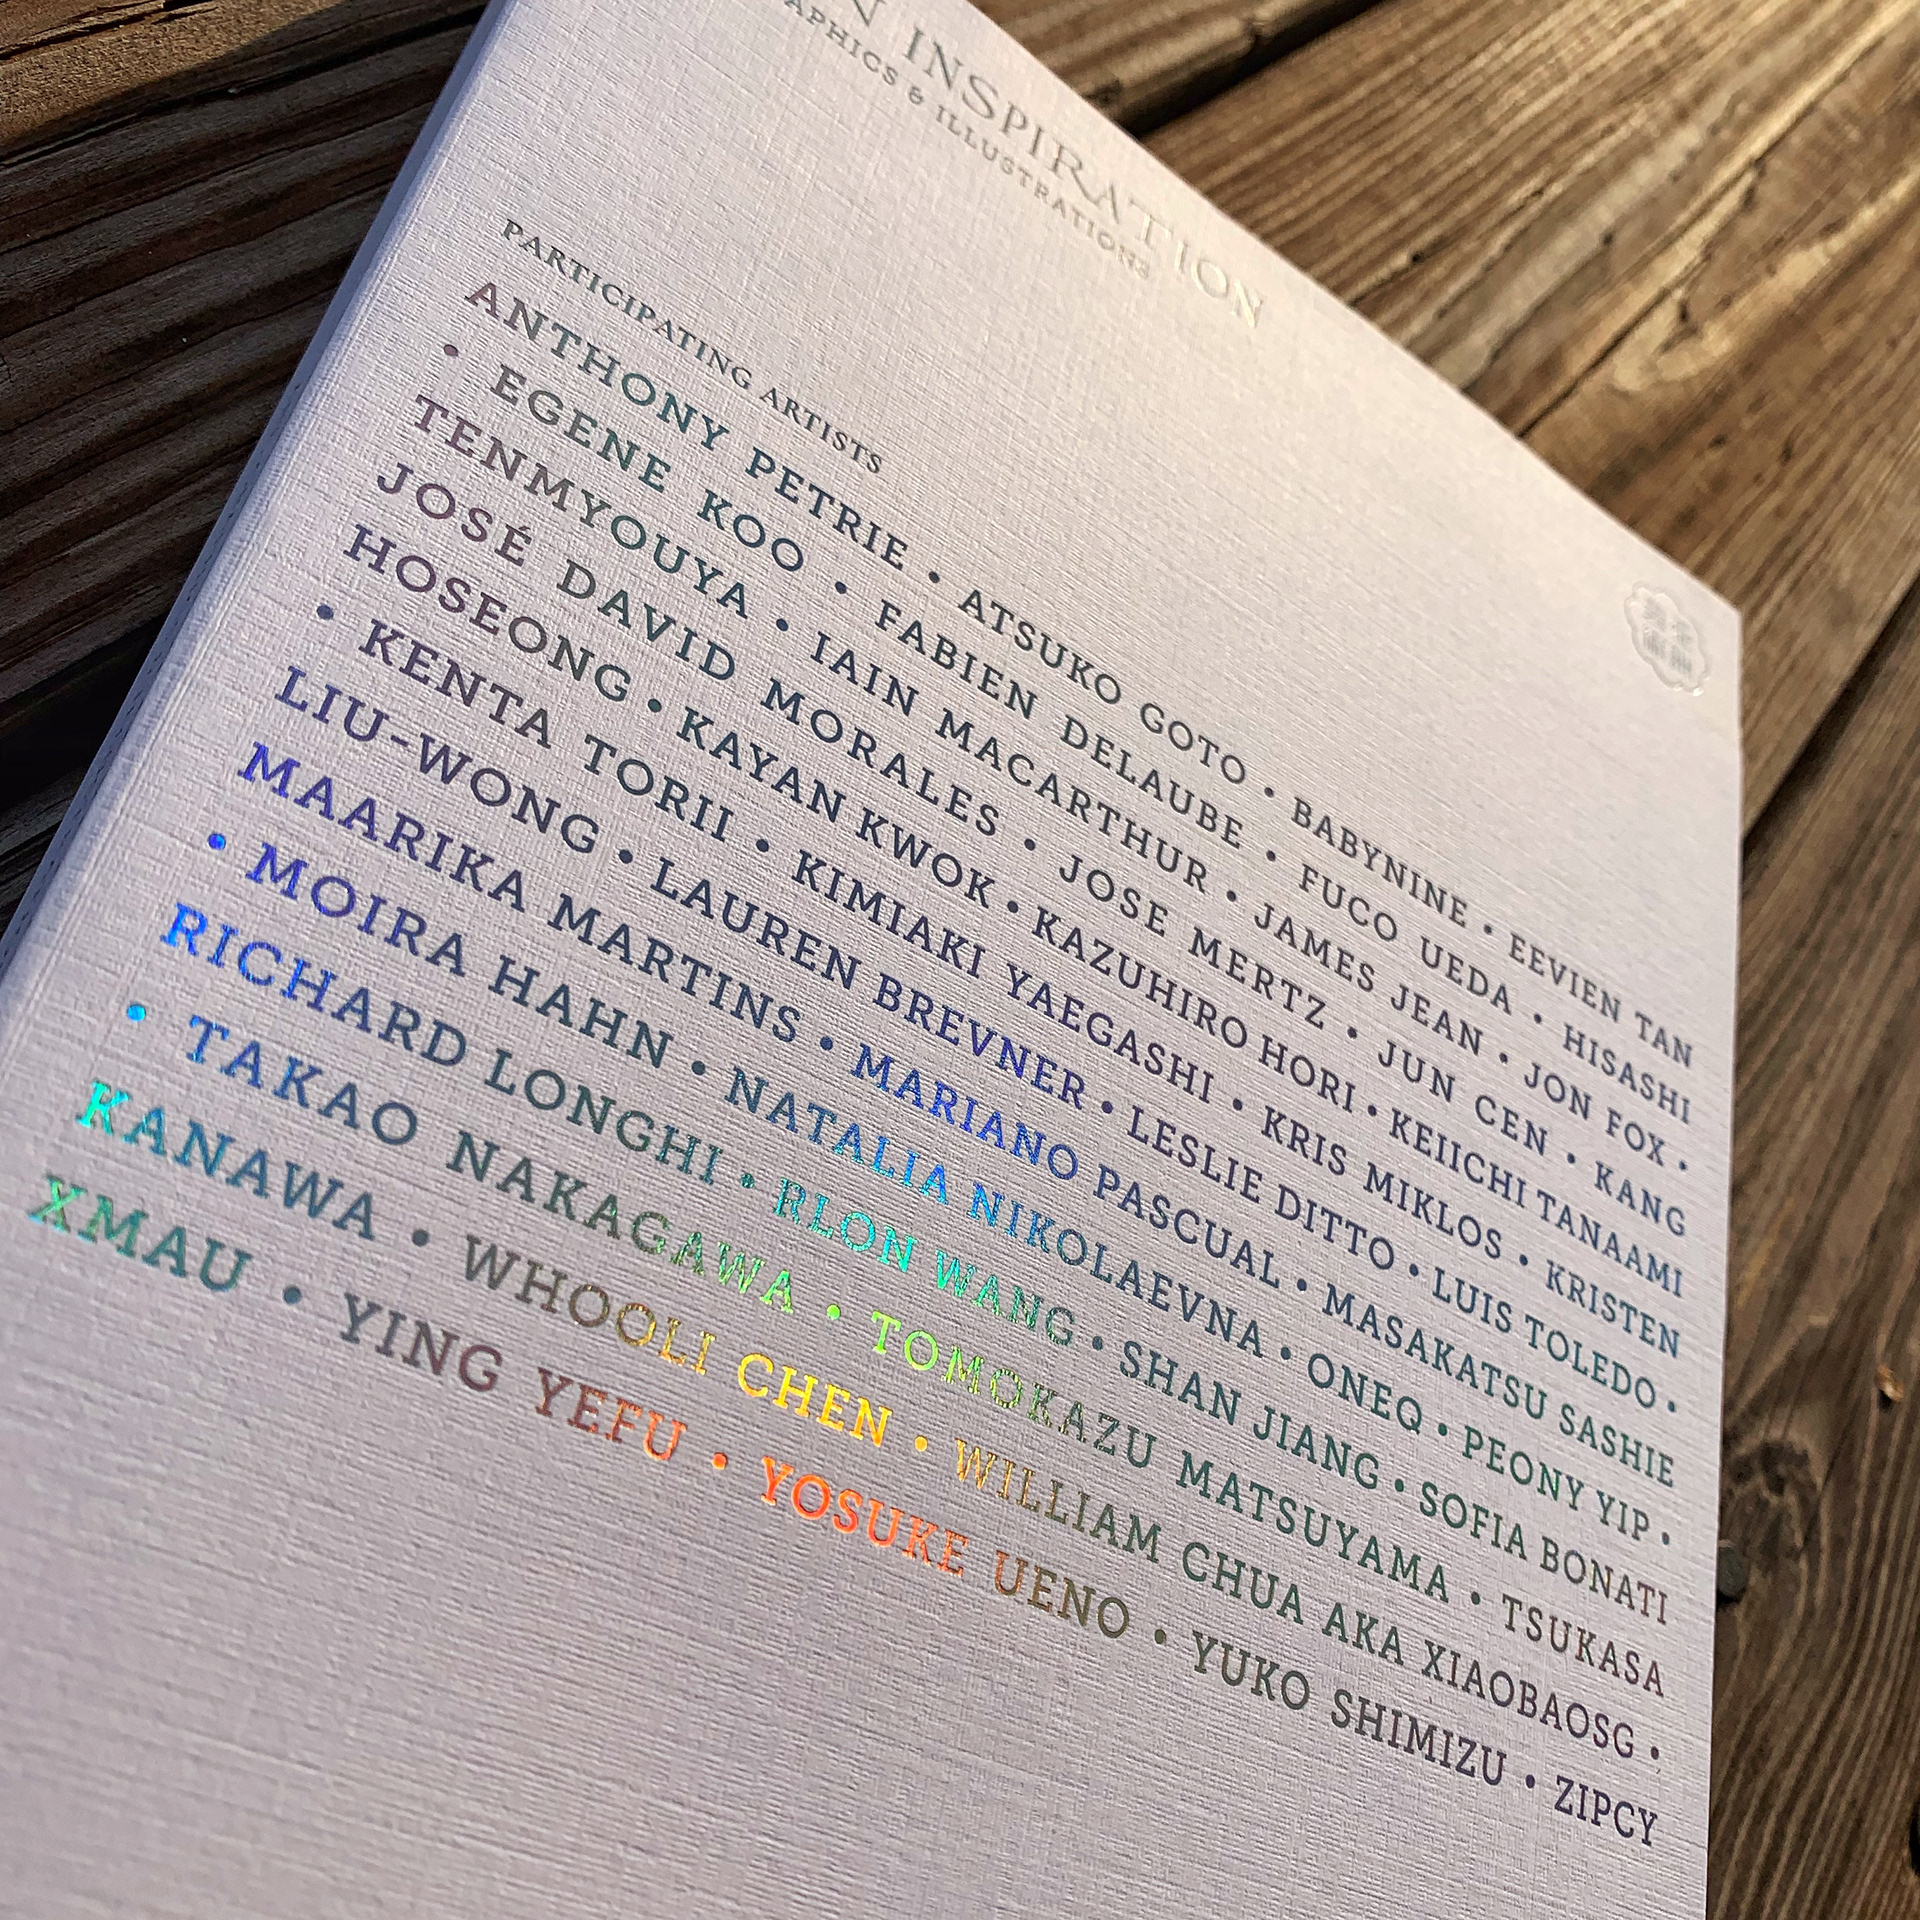 INSPIRATION
& ILLUSTRATIONS
PARTICIPATING ARTISTS
ANTHONY PETRIE • ATSUKO GOTO • BABYNINE • EEVIEN TAN
• EGENE KOO • FABIEN DELAUBE • FUCO UEDA • HISASHI
TENMYOUYA • IAIN MACARTHUR • JAMES JEAN • JON FOX •
JOSÉ DAVID MORALES • JOSE MERTZ • JUN CEN • KANG
HOSEONG • KAYAN KWOK • KAZUHIRO HORI • KEIICHI TANAAMI
• KENTA TORII • KIMIAKI YAEGASHI • KRIS MIKLOS • KRISTEN
LIU-WONG • LAUREN BREVNER • LESLIE DITTO • LUIS TOLEDO •
MAARIKA MARTINS • MARIANO PASCUAL • MASAKATSU SASHIE
• MOIRA HAHN • NATALIA NIKOLAEVNA • ONEQ • PEONY YIP •
RICHARD LONGHI • RLON WANG • SHAN JIANG • SOFIA BONATI
• TAKAO NAKAGAWA • TOMOKAZU MATSUYAMA • TSUKASA
KANAWA • WHOOLI CHEN • WILLIAM CHUA AKA XIAOBAOSG •
XMAU • YING YEFU • YOSUKE UENO • YUKO SHIMIZU • ZIPCY